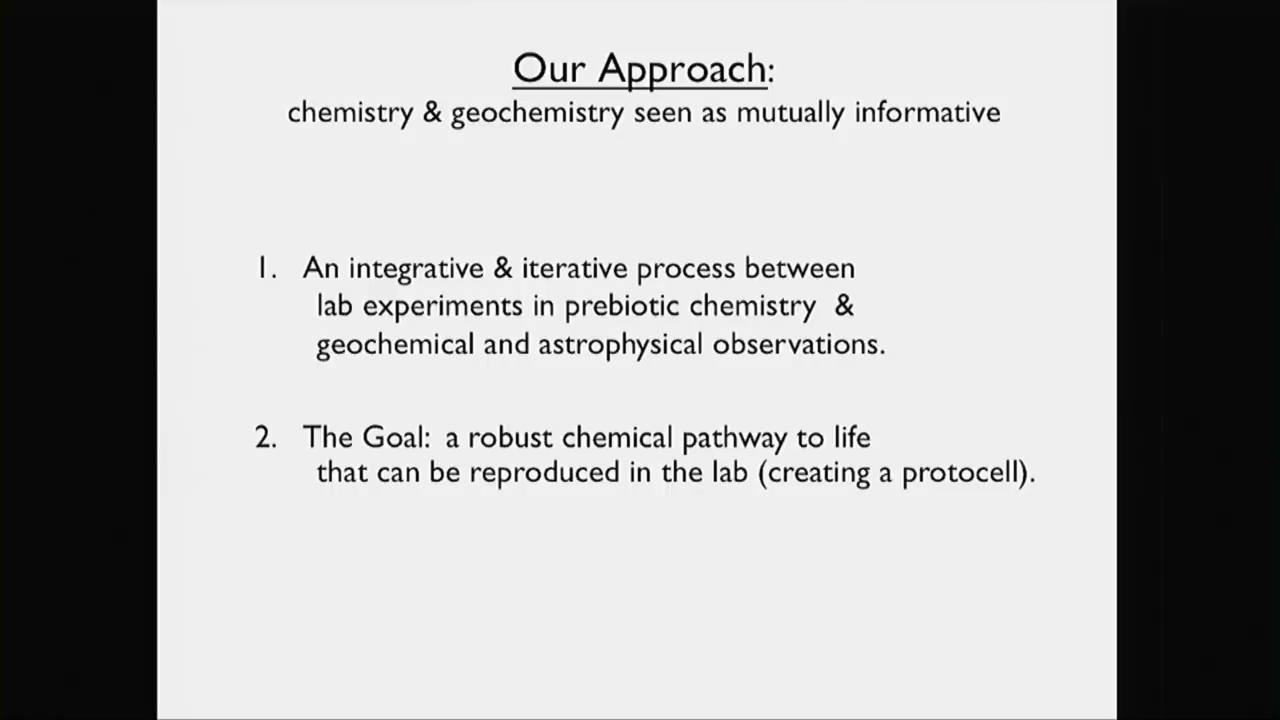 Our Approach:
chemistry & geochemistry seen as mutually informative
1. An integrative & iterative process between
lab experiments in prebiotic chemistry &
geochemical and astrophysical observations.
2. The Goal: a robust chemical pathway to life
that can be reproduced in the lab (creating a protocell).